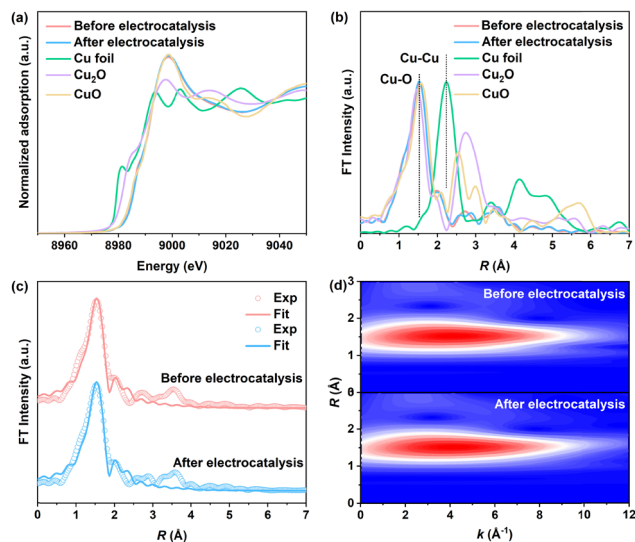 (a)
Before electrocatalysis
After electrocatalysis
Cu foil
Cu₂O
CuO
Normalized adsorption (a.u.)
8960 8980 9000 9020 9040
Energy (eV)
(b)
Before electrocatalysis
After electrocatalysis
Cu foil
Cu₂O
CuO
Cu-Cu
Cu-O
FT Intensity (a.u.)
0 1 2 3 4 5 6 7
R (Å)
(c)
Exp
Fit
Exp
Fit
Before electrocatalysis
After electrocatalysis
FT Intensity (a.u.)
0 1 2 3 4 5 6 7
R (Å)
(d)
Before electrocatalysis
After electrocatalysis
3
2
1
0
2
1
0
R (Å)
0 2 4 6 8 10 12
k (Å⁻¹)